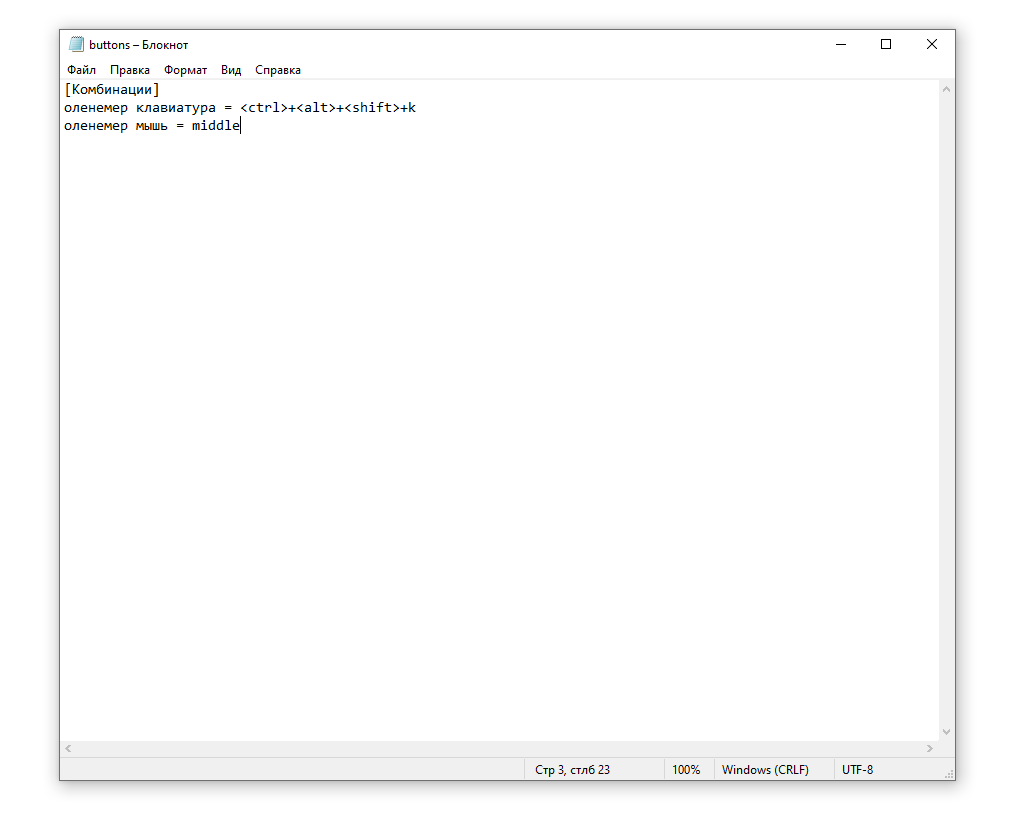 buttons – Блокнот
Файл Правка Формат Вид Справка
[Комбинации]
оленемер клавиатура = <ctrl>+<alt>+<shift>+k
оленемер мышь = middle
Стр 3, стлб 23 100% Windows (CRLF) UTF-8